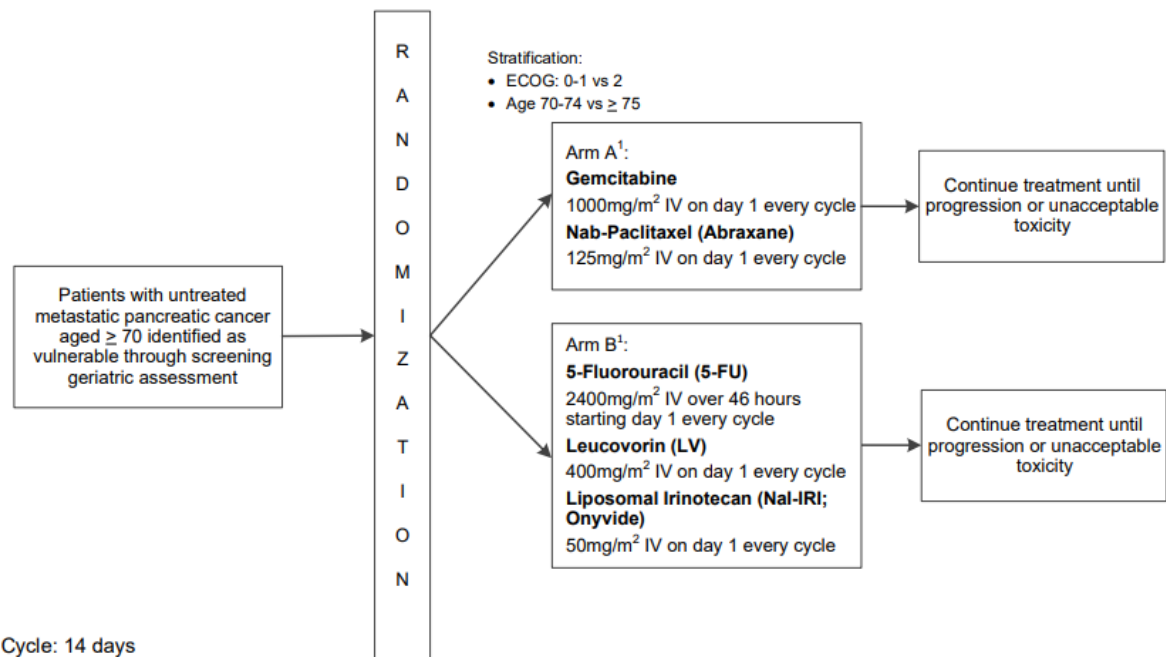 Patients with untreated
metastatic pancreatic cancer
aged ≥ 70 identified as
vulnerable through screening
geriatric assessment
R
A
N
D
O
M
I
Z
A
T
I
O
N
Stratification:
• ECOG: 0-1 vs 2
• Age 70-74 vs ≥ 75
Arm A¹:
Gemcitabine
1000mg/m² IV on day 1 every cycle
Nab-Paclitaxel (Abraxane)
125mg/m² IV on day 1 every cycle
Continue treatment until
progression or unacceptable
toxicity
Arm B¹:
5-Fluorouracil (5-FU)
2400mg/m² IV over 46 hours
starting day 1 every cycle
Leucovorin (LV)
400mg/m² IV on day 1 every cycle
Liposomal Irinotecan (Nal-IRI;
Onyvide)
50mg/m² IV on day 1 every cycle
Continue treatment until
progression or unacceptable
toxicity
Cycle: 14 days